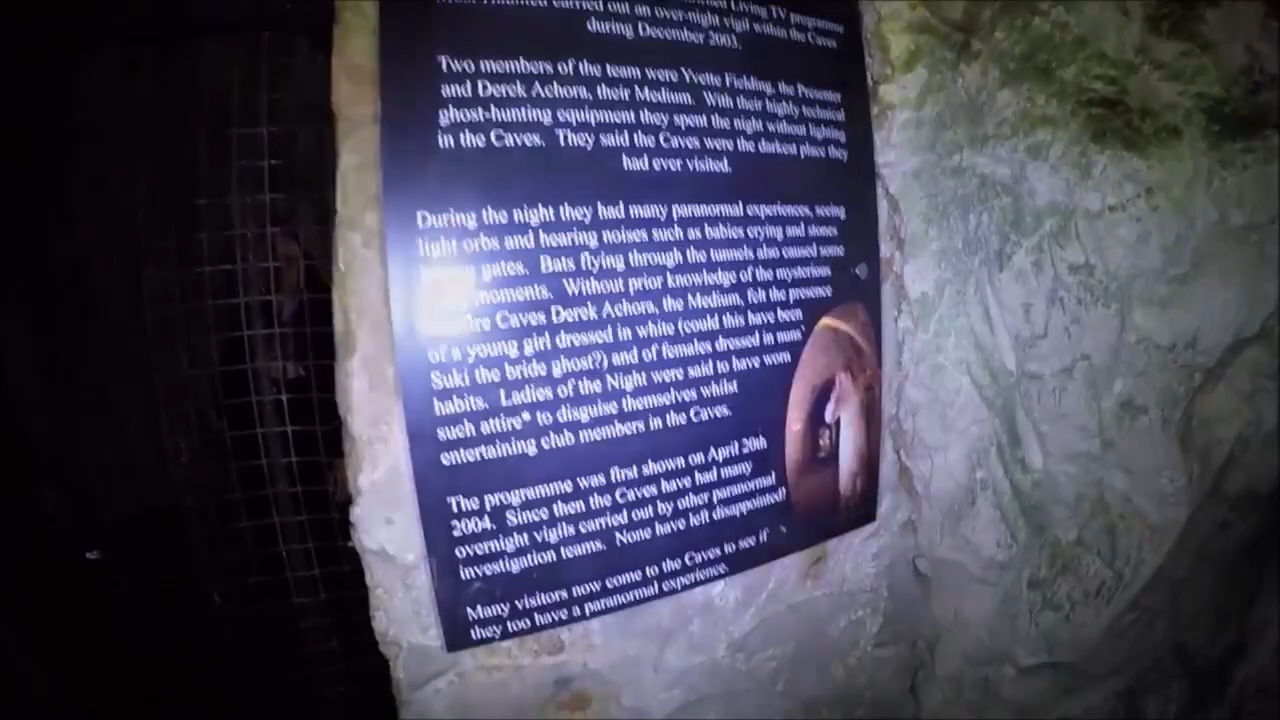 Most Haunted carried out an over-night vigil within the Caves
during December 2003.
Two members of the team were Yvette Fielding, the Presenter
and Derek Achora, their Medium. With their highly technical
ghost-hunting equipment they spent the night without lighting
in the Caves. They said the Caves were the darkest place they
had ever visited.
During the night they had many paranormal experiences, seeing
light orbs and hearing noises such as babies crying and stones
gates. Bats flying through the tunnels also caused some
moments. Without prior knowledge of the mysterious
Caves Derek Achora, the Medium, felt the presence
of a young girl dressed in white (could this have been
Suki the bride ghost?) and of females dressed in nuns'
habits. Ladies of the Night were said to have worn
such attire* to disguise themselves whilst
entertaining club members in the Caves.
The programme was first shown on April 20th
2004. Since then the Caves have had many
overnight vigils carried out by other paranormal
investigation teams. None have left disappointed!
Many visitors now come to the Caves to see if
they too have a paranormal experience.